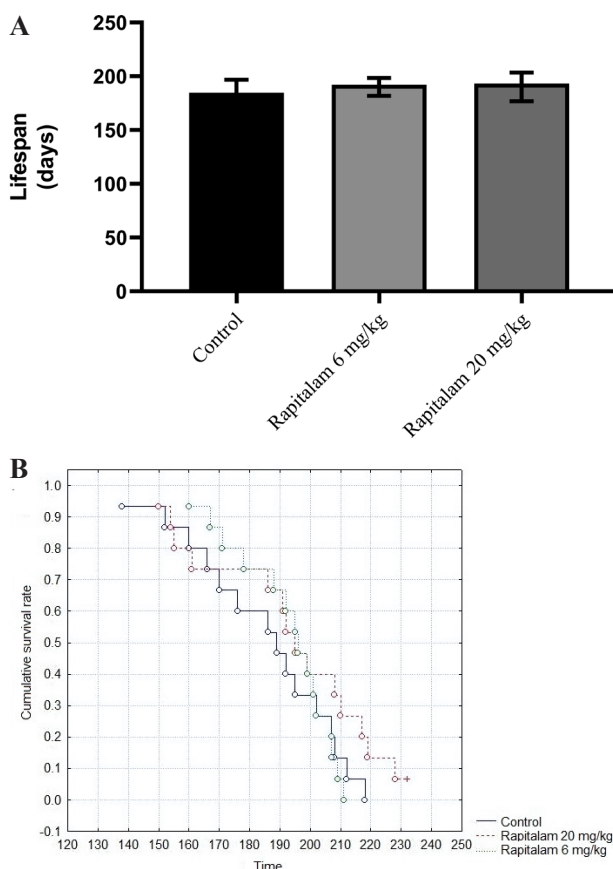 A
250
200
150
100
50
0
Lifespan
(days)
Control
Rapitalam 6 mg/kg
Rapitalam 20 mg/kg
B
1.0
0.9
0.8
0.7
0.6
0.5
0.4
0.3
0.2
0.1
0.0
-0.1
Cumulative survival rate
120 130 140 150 160 170 180 190 200 210 220 230 240 250
Time
Control
Rapitalam 20 mg/kg
Rapitalam 6 mg/kg